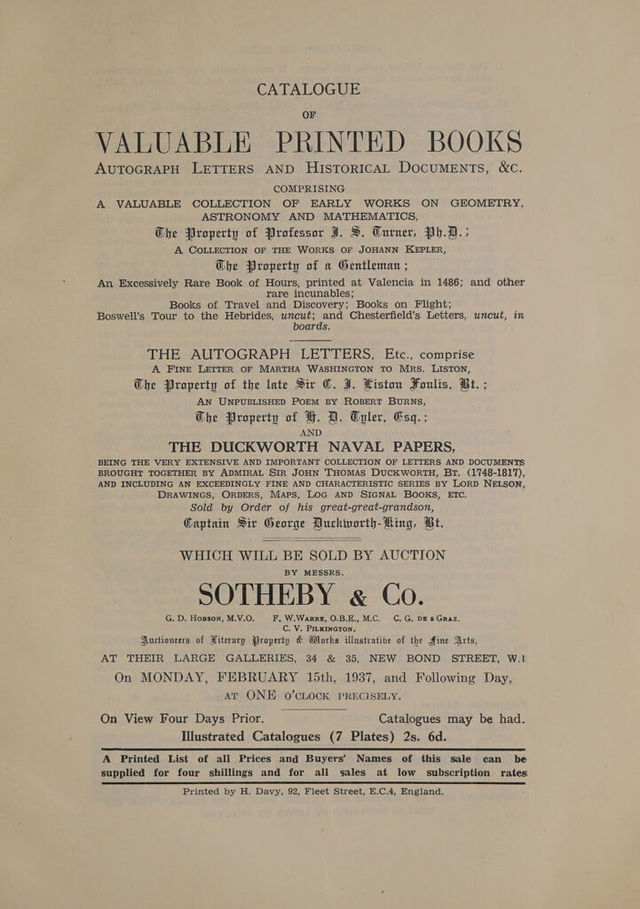 CATALOGUE
OF
VALUABLE PRINTED BOOKS
AUTOGRAPH LETTERS AND HISTORICAL DOCUMENTS, &C.
COMPRISING
A VALUABLE COLLECTION OF EARLY WORKS ON GEOMETRY,
ASTRONOMY AND MATHEMATICS,
The Property of Professor J. S. Turner, Ph.D.;
A COLLECTION OF THE WORKS OF JOHANN KEPLER,
The Property of a Gentleman;
An Excessively Rare Book of Hours, printed at Valencia in 1486; and other
rare incunables;
Books of Travel and Discovery; Books on Flight;
Boswell's Tour to the Hebrides, uncut; and Chesterfield's Letters, uncut, in
boards.
THE AUTOGRAPH LETTERS, Etc., comprise
A FINE LETTER OF MARTHA WASHINGTON TO MRS. LISTON,
The Property of the late Sir C. J. Liston Foulis, Bt.;
AN UNPUBLISHED POEM BY ROBERT BURNS,
The Property of H. D. Tyler, Esq.;
AND
THE DUCKWORTH NAVAL PAPERS,
BEING THE VERY EXTENSIVE AND IMPORTANT COLLECTION OF LETTERS AND DOCUMENTS
BROUGHT TOGETHER BY ADMIRAL SIR JOHN THOMAS DUCKWORTH, BT. (1748-1817),
AND INCLUDING AN EXCEEDINGLY FINE AND CHARACTERISTIC SERIES BY LORD NELSON,
DRAWINGS, ORDERS, MAPS, LOG AND SIGNAL BOOKS, ETC.
Sold by Order of his great-great-grandson,
Captain Sir George Duckworth-King, Bt.
WHICH WILL BE SOLD BY AUCTION
BY MESSRS.
SOTHEBY & Co.
G. D. HOBSON, M.V.O. F. W. WARRE, O.B.E., M.C. C. G. DES GRAZ.
C. V. PILKINGTON.
Auctioneers of Literary Property & Works illustrative of the Fine Arts,
AT THEIR LARGE GALLERIES, 34 & 35, NEW BOND STREET, W.1
On MONDAY, FEBRUARY 15th, 1937, and Following Day,
AT ONE O'CLOCK PRECISELY.
On View Four Days Prior. Catalogues may be had.
Illustrated Catalogues (7 Plates) 2s. 6d.
A Printed List of all Prices and Buyers' Names of this sale can be
supplied for four shillings and for all sales at low subscription rates
Printed by H. Davy, 92, Fleet Street, E.C.4, England.